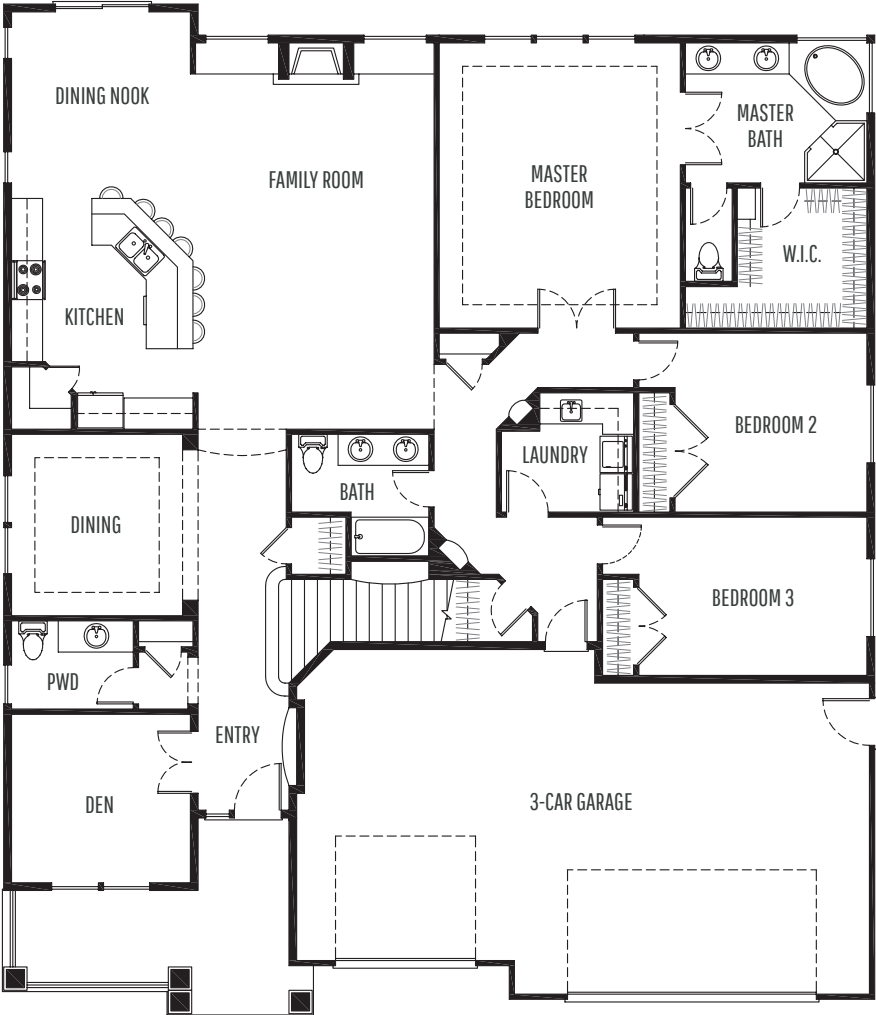 DINING NOOK
FAMILY ROOM
MASTER
BEDROOM
MASTER
BATH
W.I.C.
KITCHEN
BEDROOM 2
LAUNDRY
BATH
DINING
BEDROOM 3
PWD
ENTRY
DEN
3-CAR GARAGE